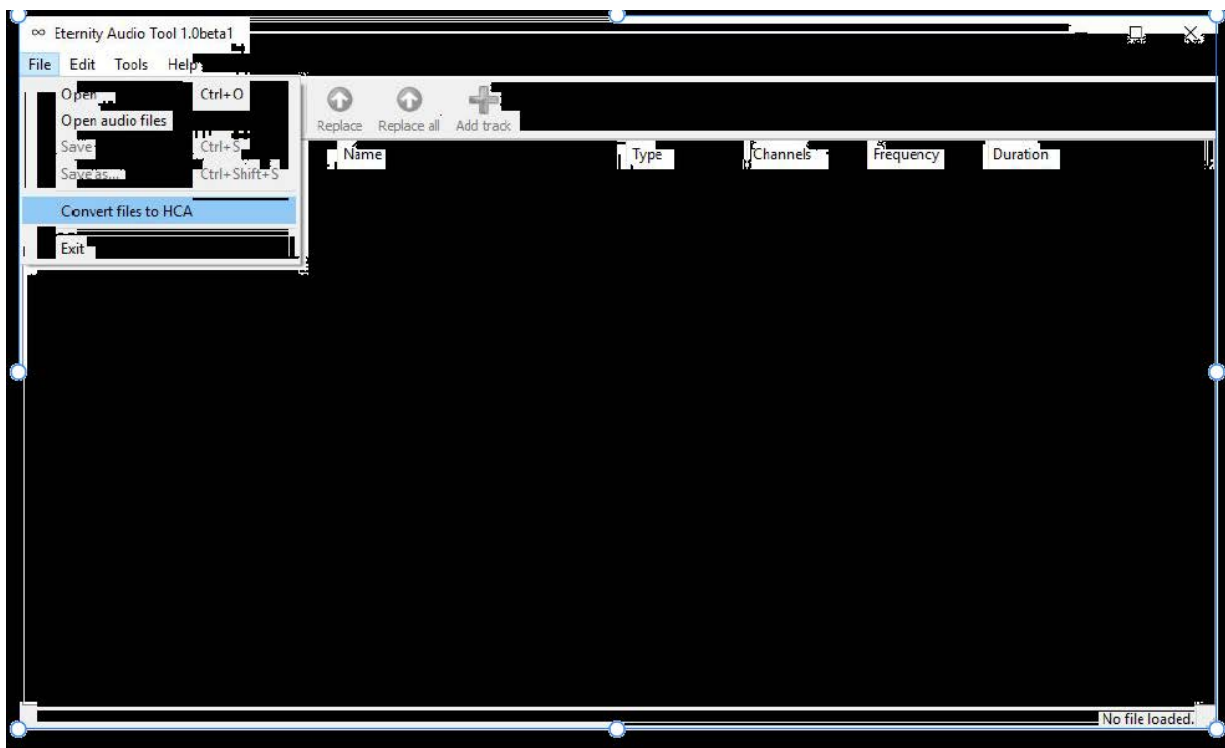 ∞ Eternity Audio Tool 1.0beta1
File Edit Tools Help
Open Ctrl+O
Open audio files
Save Ctrl+S
Save as... Ctrl+Shift+S
Convert files to HCA
Exit
Replace Replace all Add track
Name Type Channels Frequency Duration
No file loaded.